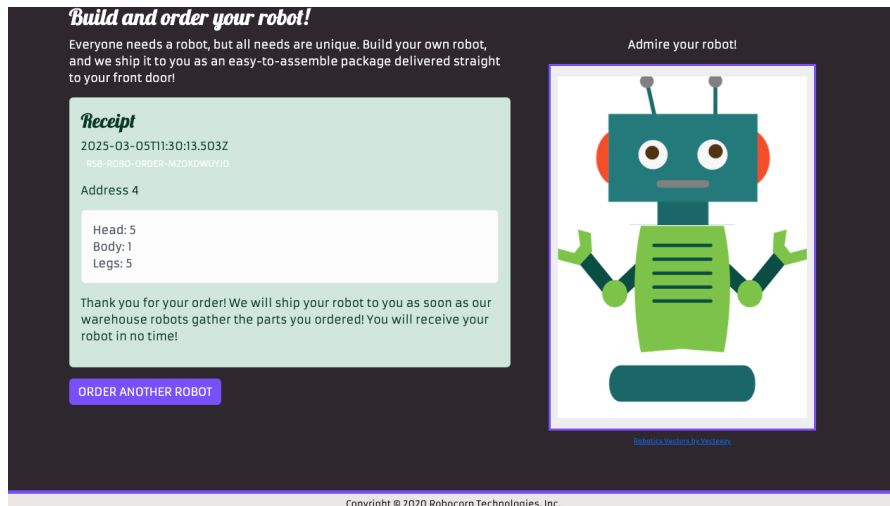 Build and order your robot!
Everyone needs a robot, but all needs are unique. Build your own robot,
and we ship it to you as an easy-to-assemble package delivered straight
to your front door!
Receipt
2025-03-05T11:30:13.503Z
RSB-ROBO-ORDER-MZOXDWUYJO
Address 4
Head: 5
Body: 1
Legs: 5
Thank you for your order! We will ship your robot to you as soon as our
warehouse robots gather the parts you ordered! You will receive your
robot in no time!
ORDER ANOTHER ROBOT
Admire your robot!
Robotics Vectors by Vecteezy
Copyright © 2020 Robocorp Technologies, Inc.